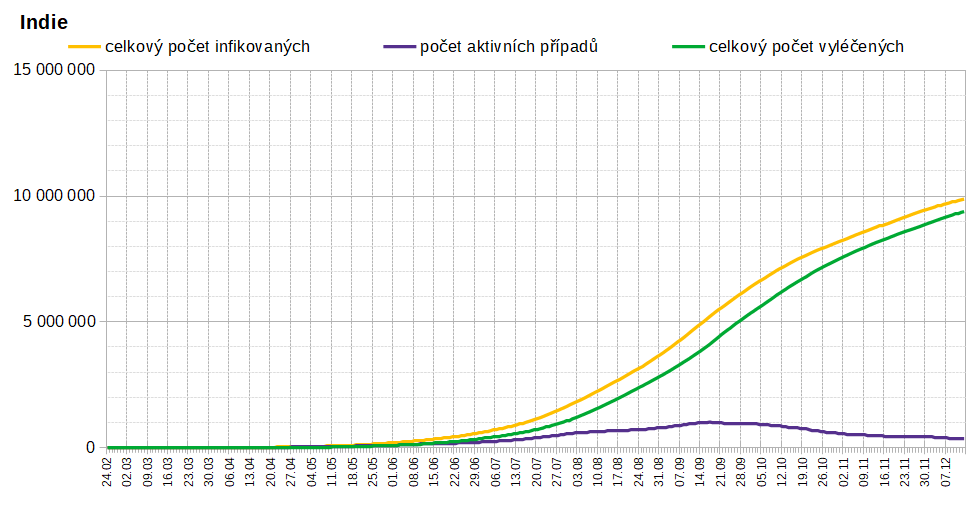 Indie
celkový počet infikovaných počet aktivních případů celkový počet vyléčených
15 000 000
10 000 000
5 000 000
0
24.02 02.03 09.03 16.03 23.03 30.03 06.04 13.04 20.04 27.04 04.05 11.05 18.05 25.05 01.06 08.06 15.06 22.06 29.06 06.07 13.07 20.07 27.07 03.08 10.08 17.08 24.08 31.08 07.09 14.09 21.09 28.09 05.10 12.10 19.10 26.10 02.11 09.11 16.11 23.11 30.11 07.12